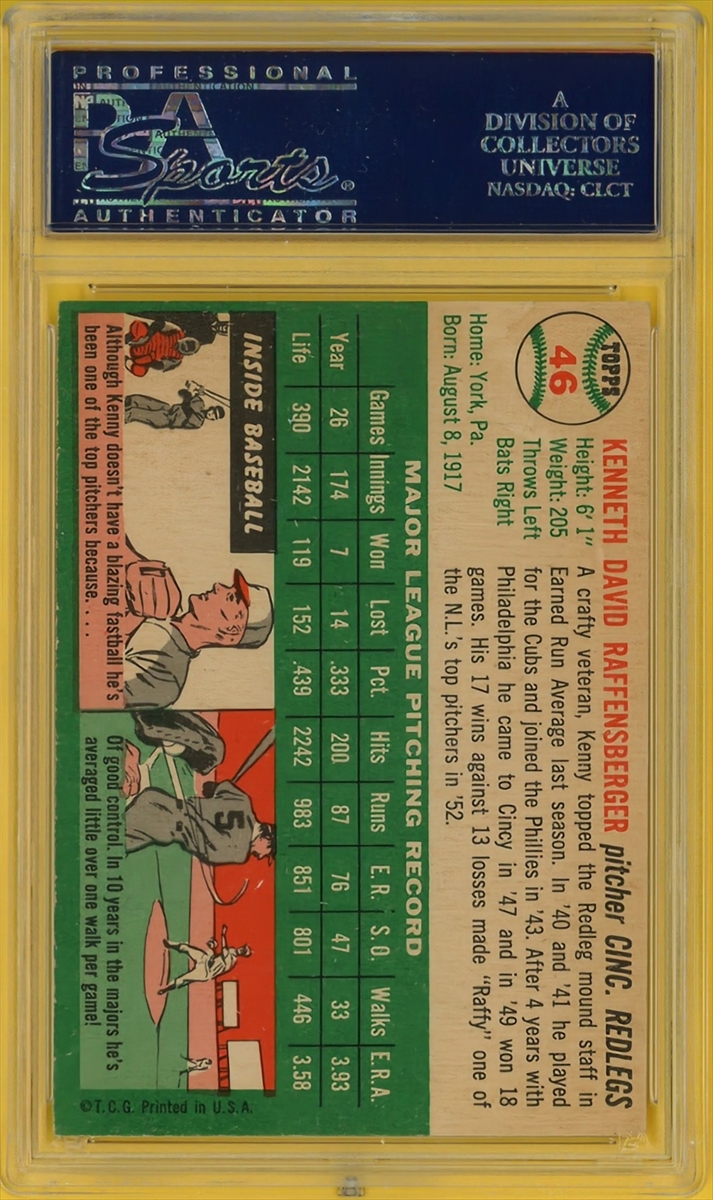 PROFESSIONAL
Sports®
AUTHENTICATOR
A
DIVISION OF
COLLECTORS
UNIVERSE
NASDAQ: CLCT
TOPPS
46
KENNETH DAVID RAFFENSBERGER pitcher CINC. REDLEGS
Height: 6' 1"
Weight: 205
Throws Left
Bats Right
Home: York, Pa.
Born: August 8, 1917
A crafty veteran, Kenny topped the Redleg mound staff in
Earned Run Average last season. In '40 and '41 he played
for the Cubs and joined the Phillies in '43. After 4 years with
Philadelphia he came to Cincy in '47 and in '49 won 18
games. His 17 wins against 13 losses made "Raffy" one of
the N.L.'s top pitchers in '52.
MAJOR LEAGUE PITCHING RECORD
Games Innings Won Lost Pct. Hits Runs E.R. S.O. Walks E.R.A.
Year 26 174 7 14 .333 200 87 76 47 33 3.93
Life 390 2142 119 152 .439 2242 983 851 801 446 3.58
INSIDE BASEBALL
Although Kenny doesn't have a blazing fastball he's
been one of the top pitchers because. . . .
5
Of good control. In 10 years in the majors he's
averaged little over one walk per game!
©T.C.G. Printed in U.S.A.